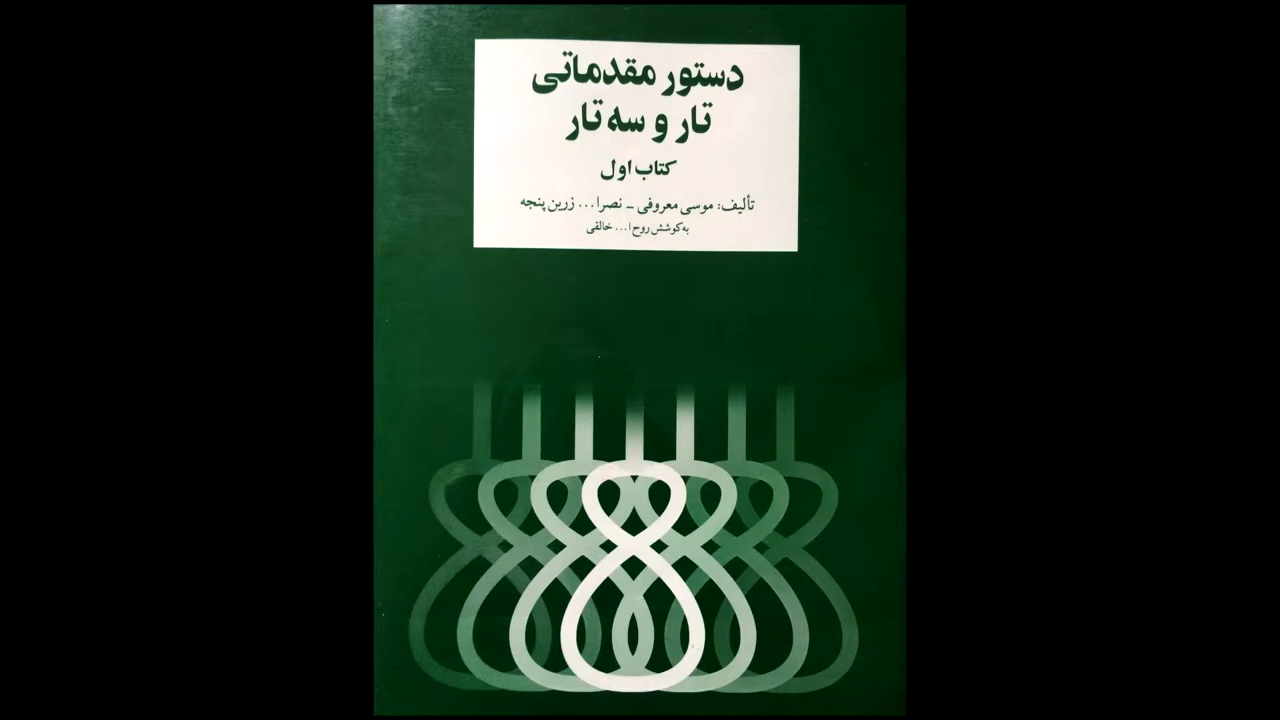 دستور مقدماتی
تار و سه تار
کتاب اول
تألیف: موسی معروفی ـ نصرا... زرین پنجه
به کوشش روح ا... خالقی